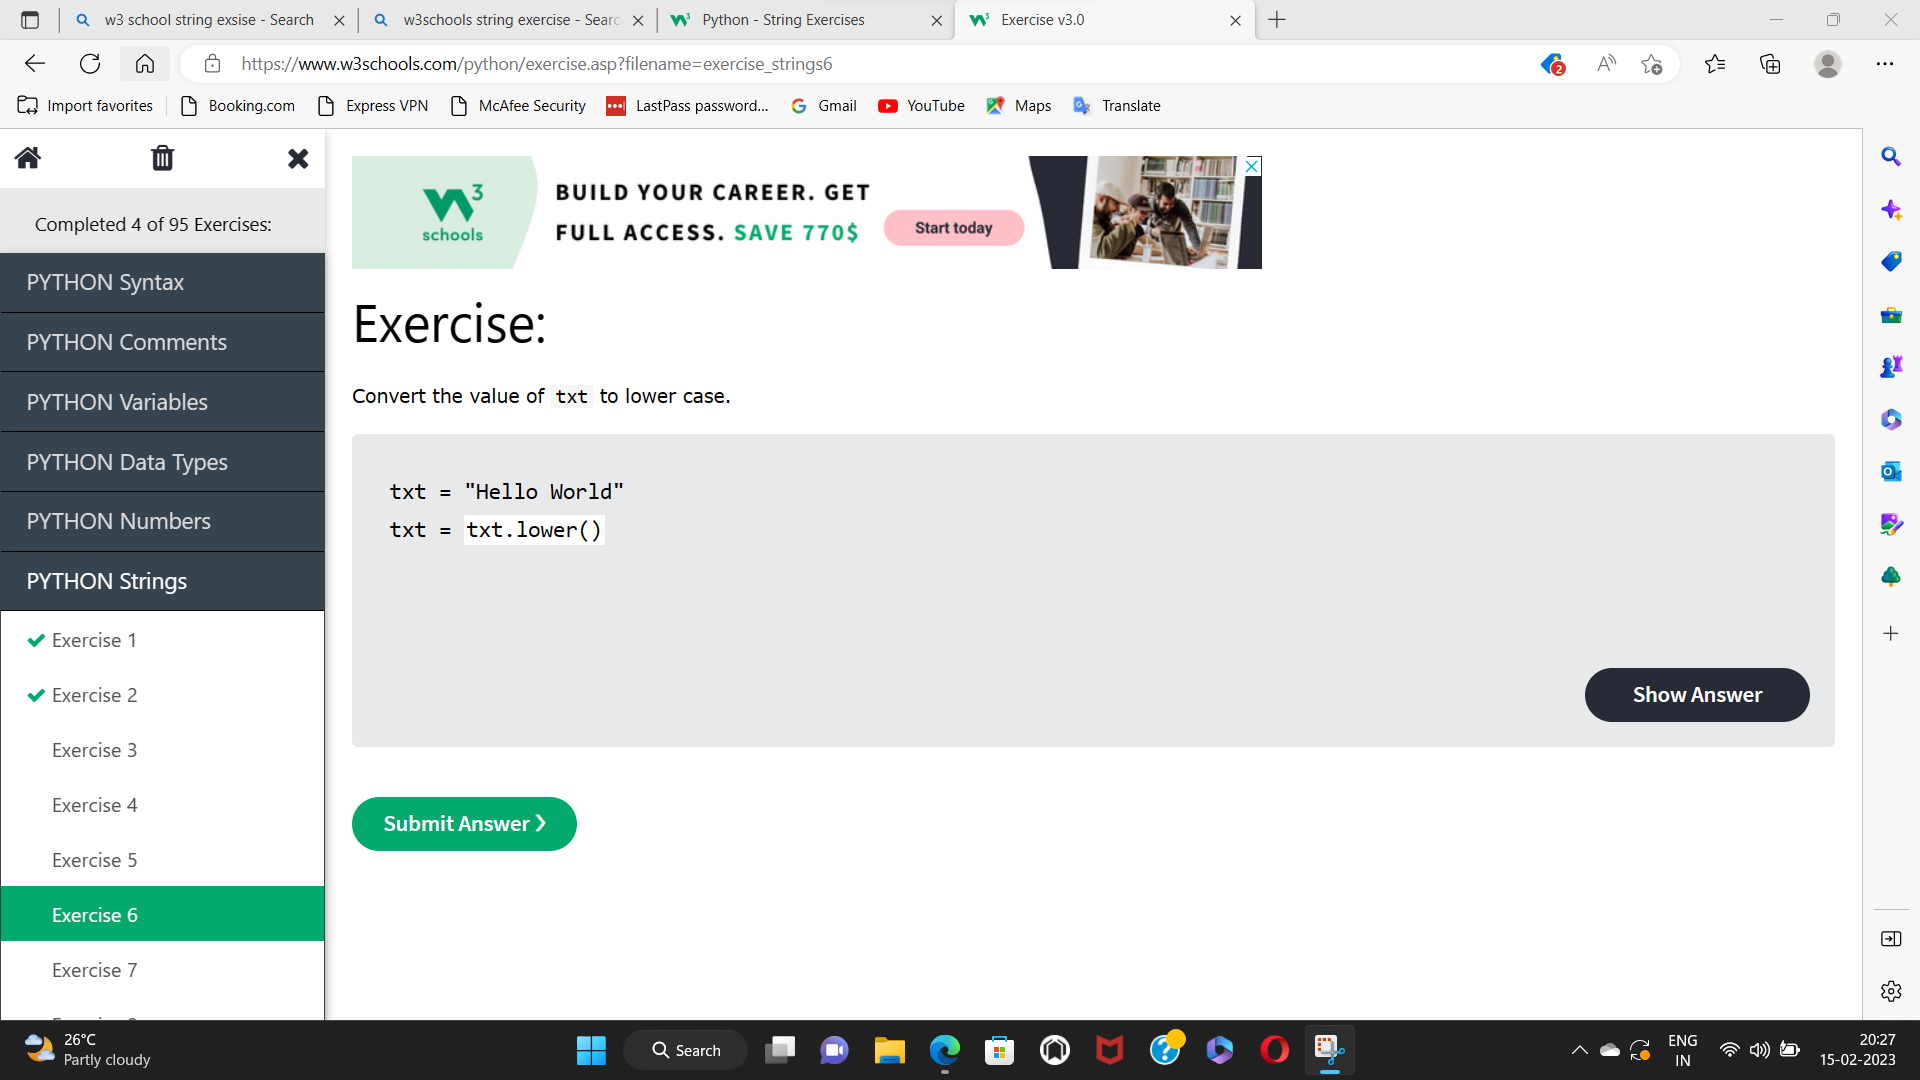 w3 school string exsise - Search
w3schools string exercise - Searc
Python - String Exercises
Exercise v3.0
https://www.w3schools.com/python/exercise.asp?filename=exercise_strings6
2
Import favorites
Booking.com
Express VPN
McAfee Security
LastPass password...
Gmail
YouTube
Maps
Translate
Completed 4 of 95 Exercises:
PYTHON Syntax
PYTHON Comments
PYTHON Variables
PYTHON Data Types
PYTHON Numbers
PYTHON Strings
Exercise 1
Exercise 2
Exercise 3
Exercise 4
Exercise 5
Exercise 6
Exercise 7
3
schools
BUILD YOUR CAREER. GET
FULL ACCESS. SAVE 770$
Start today
Exercise:
Convert the value of txt to lower case.
txt = "Hello World"
txt = txt.lower()
Show Answer
Submit Answer ❯
26°C
Partly cloudy
Search
ENG
IN
20:27
15-02-2023